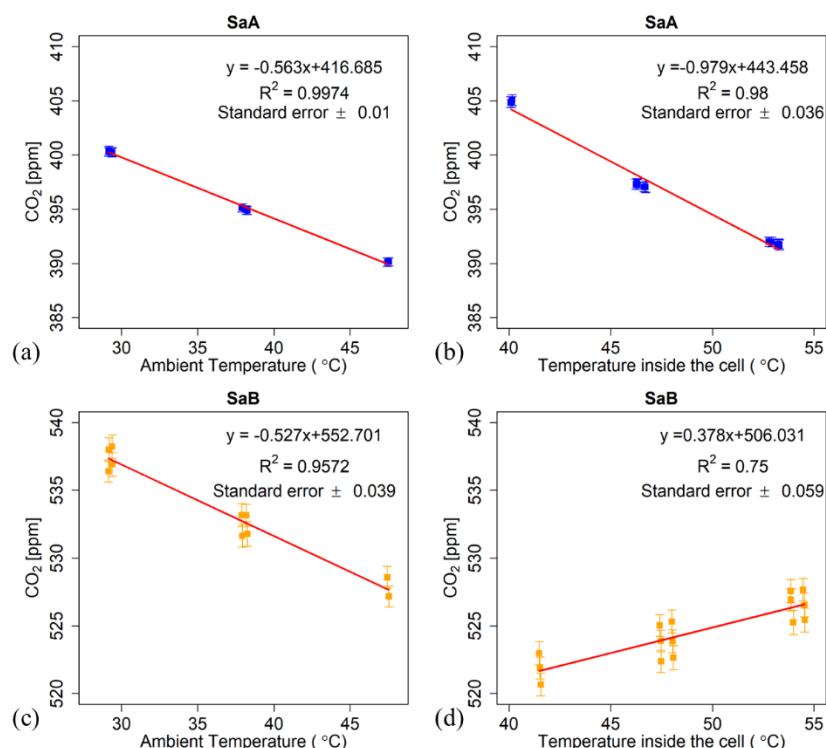 SaA
y = -0.563x+416.685
R² = 0.9974
Standard error ± 0.01
CO₂ [ppm]
410
405
400
395
390
385
30 35 40 45
Ambient Temperature ( °C)
(a)
SaA
y = -0.979x+443.458
R² = 0.98
Standard error ± 0.036
CO₂ [ppm]
410
405
400
395
390
385
40 45 50 55
Temperature inside the cell ( °C)
(b)
SaB
y = -0.527x+552.701
R² = 0.9572
Standard error ± 0.039
CO₂ [ppm]
540
535
530
525
520
30 35 40 45
Ambient Temperature ( °C)
(c)
SaB
y =0.378x+506.031
R² = 0.75
Standard error ± 0.059
CO₂ [ppm]
540
535
530
525
520
40 45 50 55
Temperature inside the cell ( °C)
(d)